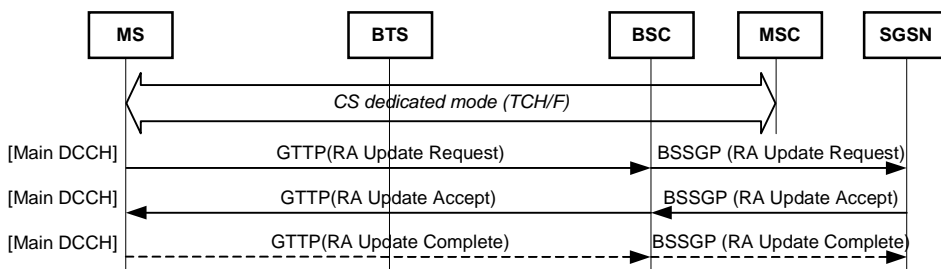 MS BTS BSC MSC SGSN
CS dedicated mode (TCH/F)
[Main DCCH] GTTP(RA Update Request) BSSGP (RA Update Request)
[Main DCCH] GTTP(RA Update Accept) BSSGP (RA Update Accept)
[Main DCCH] GTTP(RA Update Complete) BSSGP (RA Update Complete)